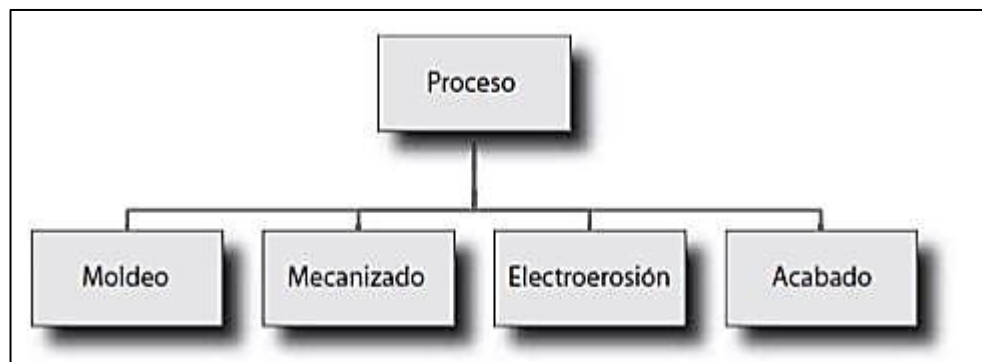 Proceso
Moldeo
Mecanizado
Electroerosión
Acabado